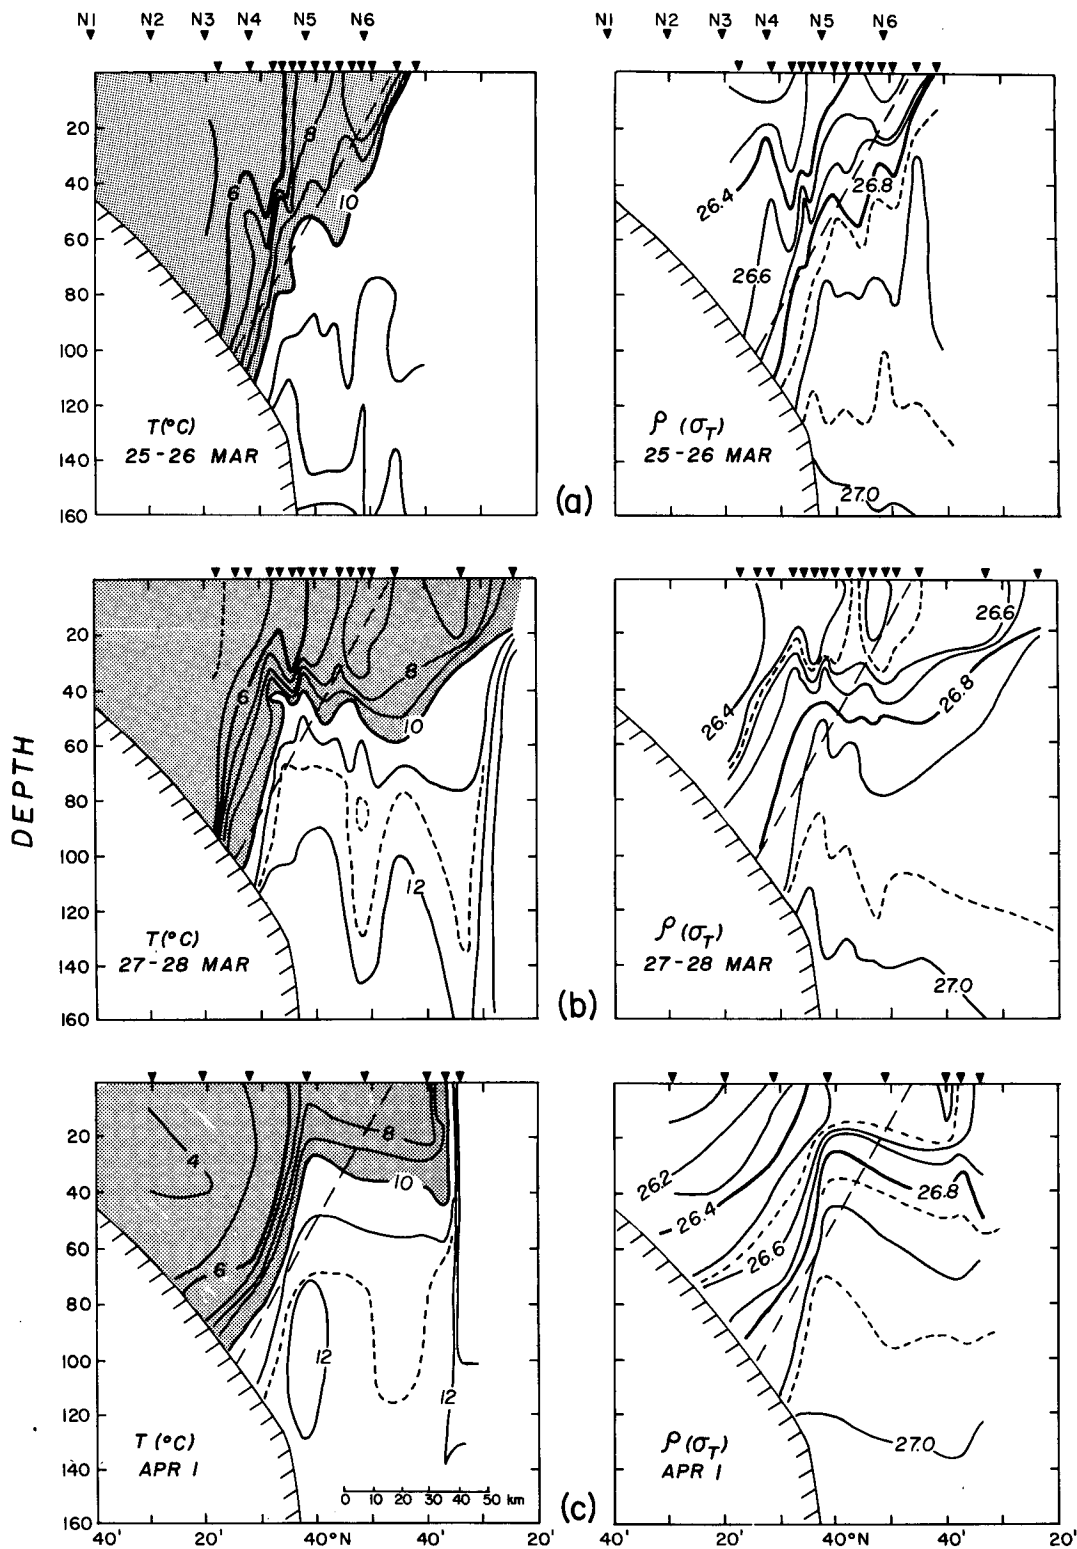 N1 N2 N3 N4 N5 N6 N1 N2 N3 N4 N5 N6
20
40
60
80
100
120
140
160
6
8
10
T(°C)
25-26 MAR
26.4
26.6
26.8
27.0
ρ (σT)
25-26 MAR
(a)
DEPTH
20
40
60
80
100
120
140
160
6
8
10
12
T(°C)
27-28 MAR
26.4
26.6
26.8
27.0
ρ (σT)
27-28 MAR
(b)
20
40
60
80
100
120
140
160
4
6
8
10
12
12
T (°C)
APR 1
0 10 20 30 40 50 km
26.2
26.4
26.6
26.8
27.0
ρ (σT)
APR 1
(c)
40' 20' 40°N 40' 20' 40' 20' 40°N 40' 20'